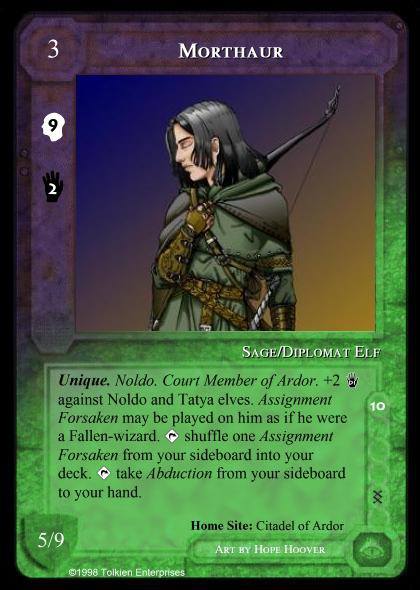 3
Morthaur
9
2
Sage/Diplomat Elf
Unique. Noldo. Court Member of Ardor. +2
against Noldo and Tatya elves. Assignment
Forsaken may be played on him as if he were
a Fallen-wizard. shuffle one Assignment
Forsaken from your sideboard into your
deck. take Abduction from your sideboard
to your hand.
10
Home Site: Citadel of Ardor
5/9
Art by Hope Hoover
©1998 Tolkien Enterprises